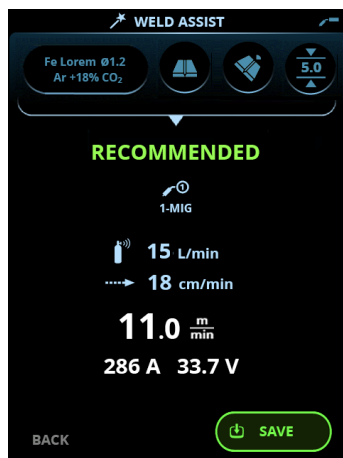 WELD ASSIST
Fe Lorem Ø1.2
Ar +18% CO₂
5.0
RECOMMENDED
1
1-MIG
15 L/min
18 cm/min
11.0 m/min
286 A 33.7 V
SAVE
BACK